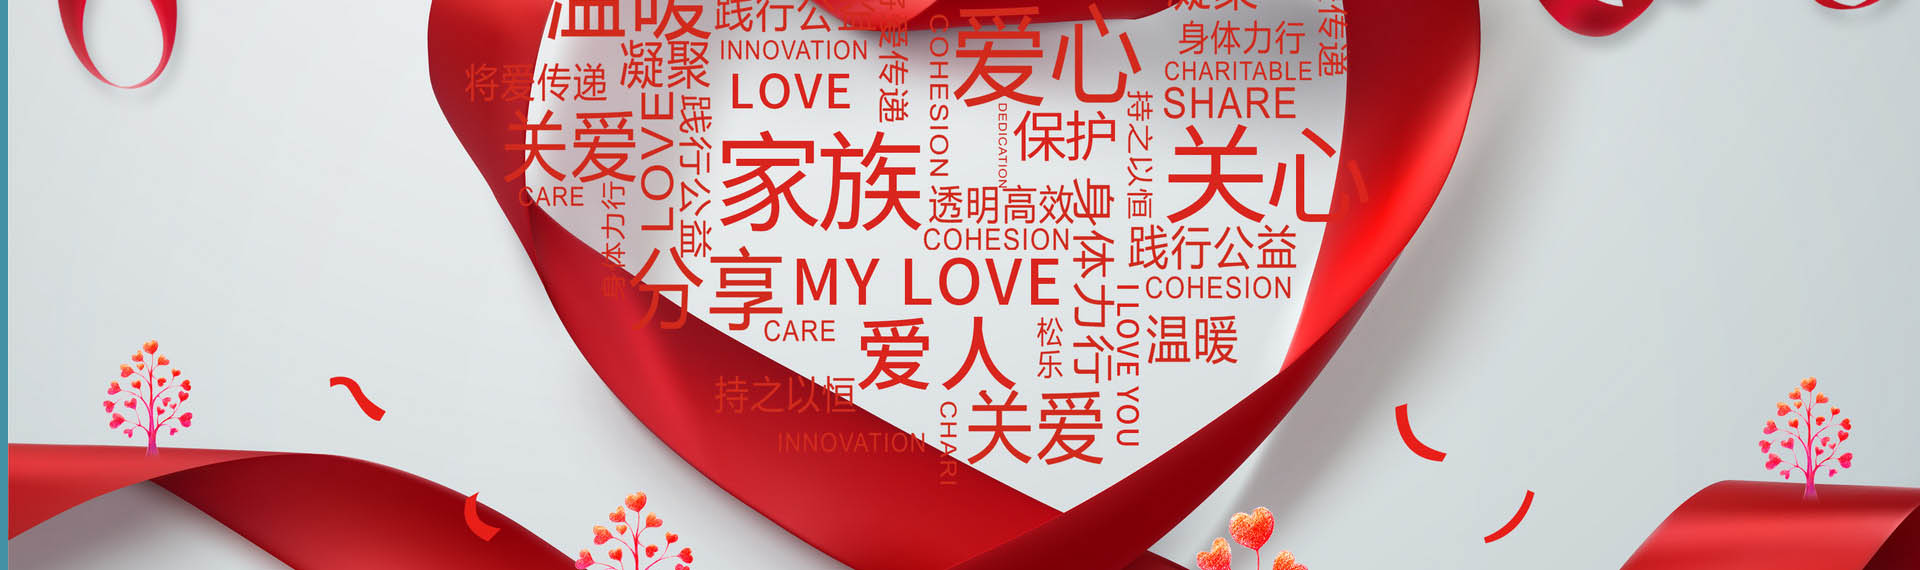 温暖
践行公益
INNOVATION
凝聚
将爱传递
LOVE
将爱传递
COHESION
爱心
凝聚
身体力行
将爱传递
CHARITABLE
SHARE
关爱
CARE
LOVE
践行公益
家族
DEDICATION
保护
持之以恒
关心
身体力行
透明高效
COHESION
身体力行
践行公益
COHESION
分享
MY LOVE
CARE
爱人
松乐
I LOVE YOU
温暖
持之以恒
INNOVATION
CHARI
关爱